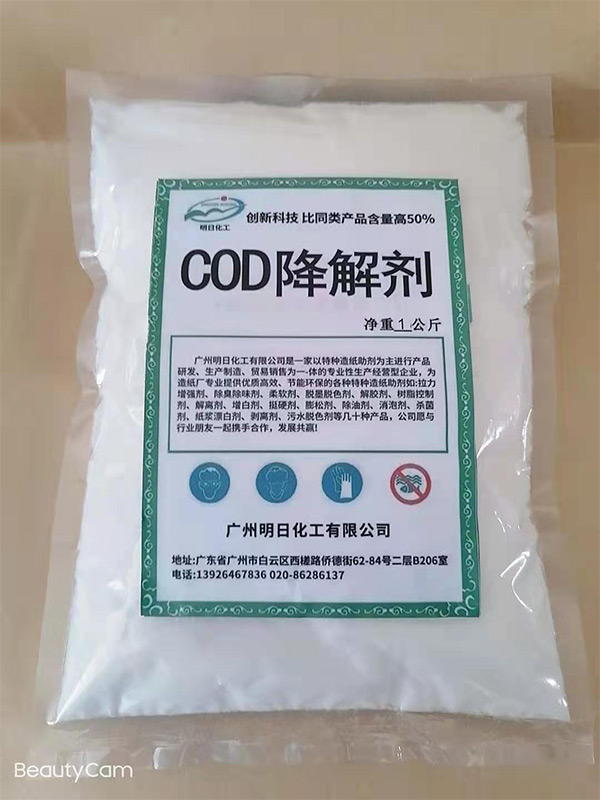 明日化工
创新科技 比同类产品含量高50%
COD降解剂
净重1公斤
广州明日化工有限公司是一家以特种造纸助剂为主进行产品
研发、生产制造、贸易销售为一-体的专业性生产经营型企业，为
造纸厂专业提供优质高效、节能环保的各种特种造纸助剂如:拉力
增强剂、除臭除味剂、柔软剂、脱墨脱色剂、解胶剂、树脂控制
剂、解离剂、增白剂、挺硬剂、膨松剂、除油剂、消泡剂、杀菌
剂、纸浆漂白剂、剥离剂、污水脱色剂等几十种产品，公司愿与
行业朋友一起携手合作，发展共赢!
广州明日化工有限公司
地址:广东省广州市白云区西槎路侨德街62-84号二层B206室
电话:13926467836 020-86286137
BeautyCam